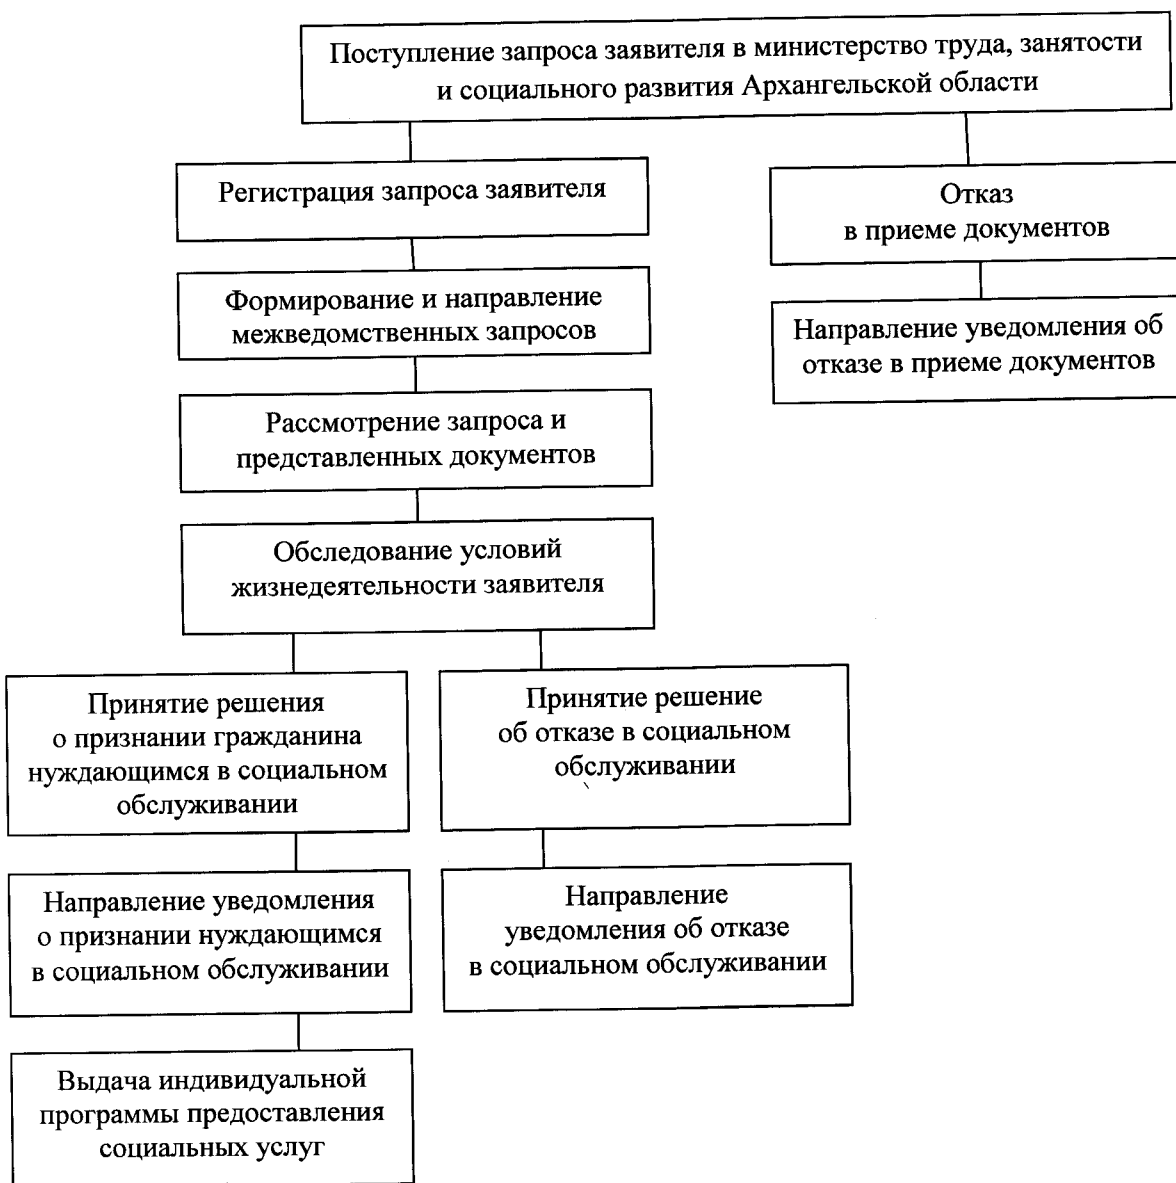 Поступление запроса заявителя в министерство труда, занятости
и социального развития Архангельской области
Регистрация запроса заявителя
Отказ
в приеме документов
Формирование и направление
межведомственных запросов
Направление уведомления об
отказе в приеме документов
Рассмотрение запроса и
представленных документов
Обследование условий
жизнедеятельности заявителя
Принятие решения
о признании гражданина
нуждающимся в социальном
обслуживании
Принятие решение
об отказе в социальном
обслуживании
Направление уведомления
о признании нуждающимся
в социальном обслуживании
Направление
уведомления об отказе
в социальном обслуживании
Выдача индивидуальной
программы предоставления
социальных услуг